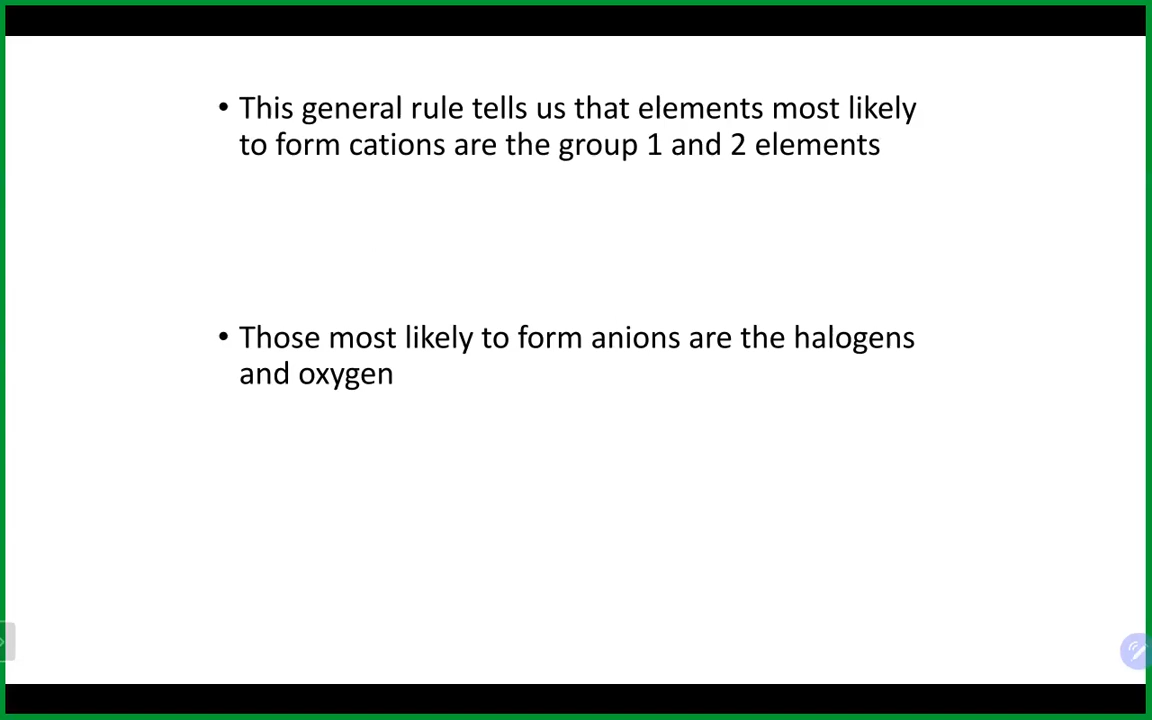 • This general rule tells us that elements most likely
to form cations are the group 1 and 2 elements
• Those most likely to form anions are the halogens
and oxygen